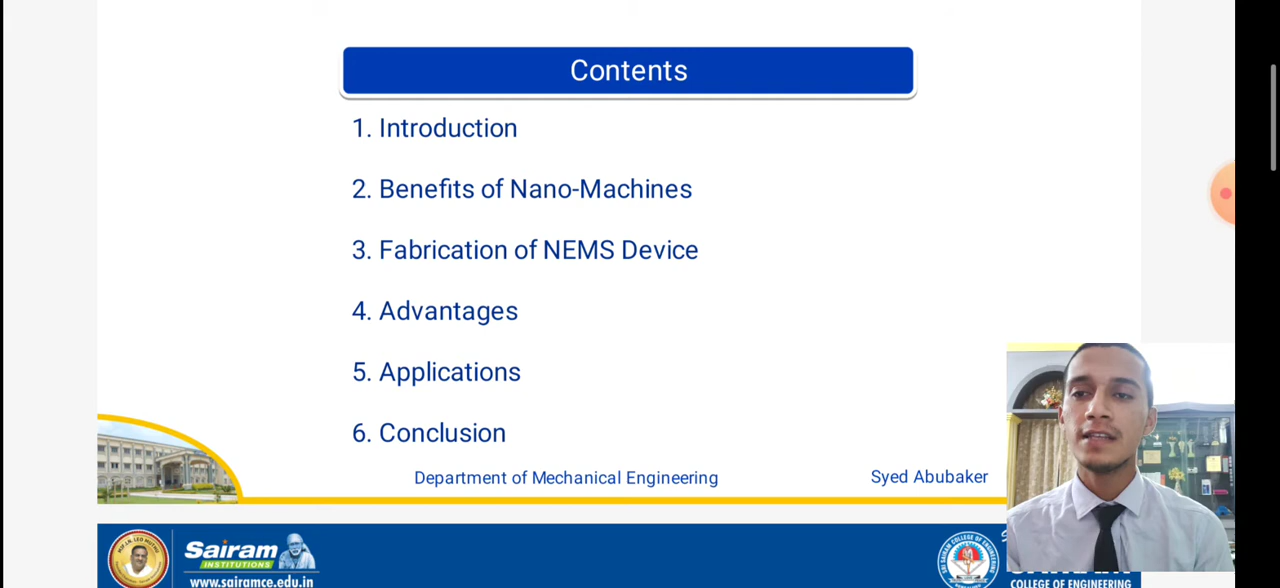 Contents
1. Introduction
2. Benefits of Nano-Machines
3. Fabrication of NEMS Device
4. Advantages
5. Applications
6. Conclusion
Department of Mechanical Engineering
Syed Abubaker
Sairam
INSTITUTIONS
www.sairamce.edu.in
COLLEGE OF ENGINEERING